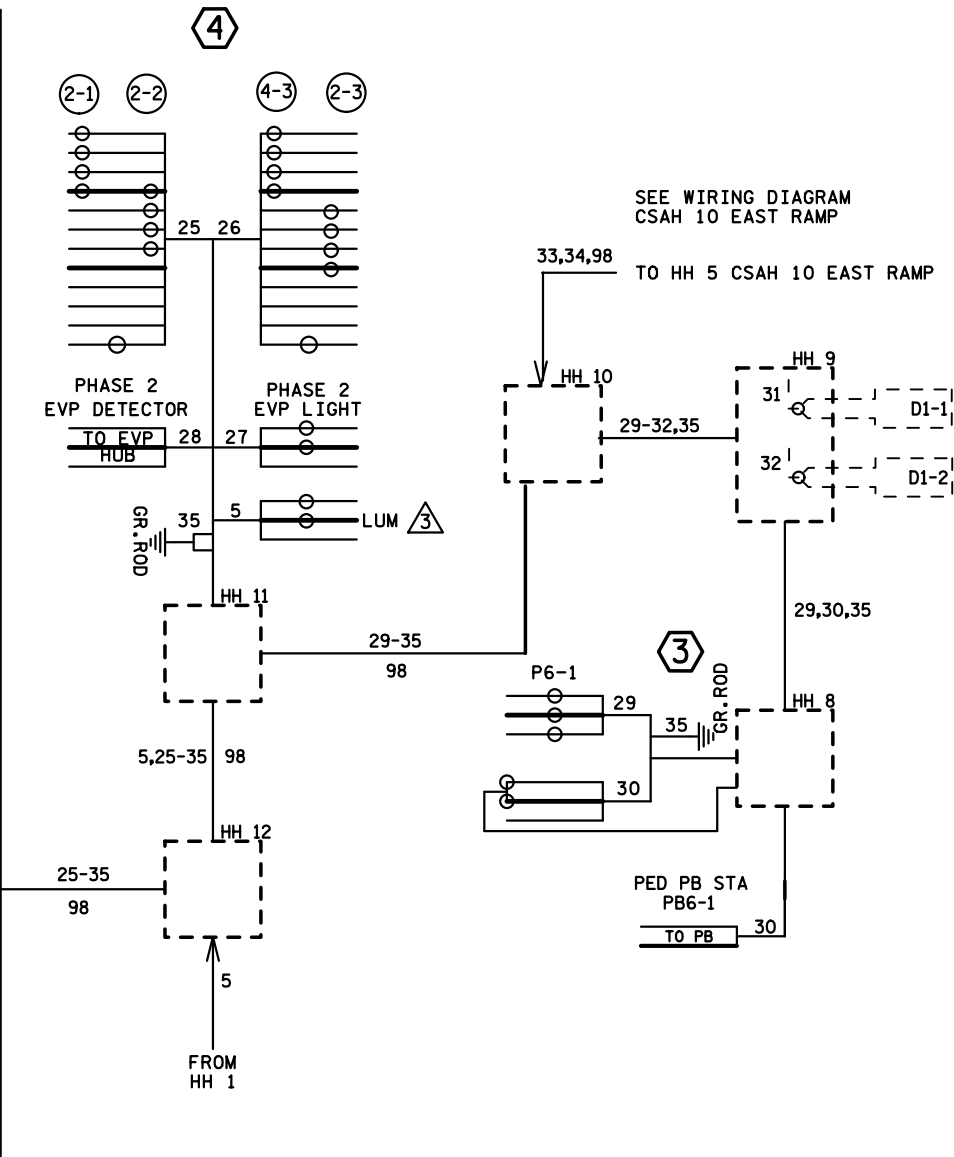 4
2-1
2-2
4-3
2-3
25
26
SEE WIRING DIAGRAM
CSAH 10 EAST RAMP
33,34,98
TO HH 5 CSAH 10 EAST RAMP
PHASE 2
EVP DETECTOR
PHASE 2
EVP LIGHT
TO EVP
HUB
28
27
HH 10
HH 9
31
D1-1
29-32,35
32
D1-2
GR.ROD
35
5
LUM
3
HH 11
29-35
98
29,30,35
3
P6-1
29
35
GR.ROD
HH 8
30
5,25-35
98
HH 12
25-35
98
PED PB STA
PB6-1
TO PB
30
5
FROM
HH 1